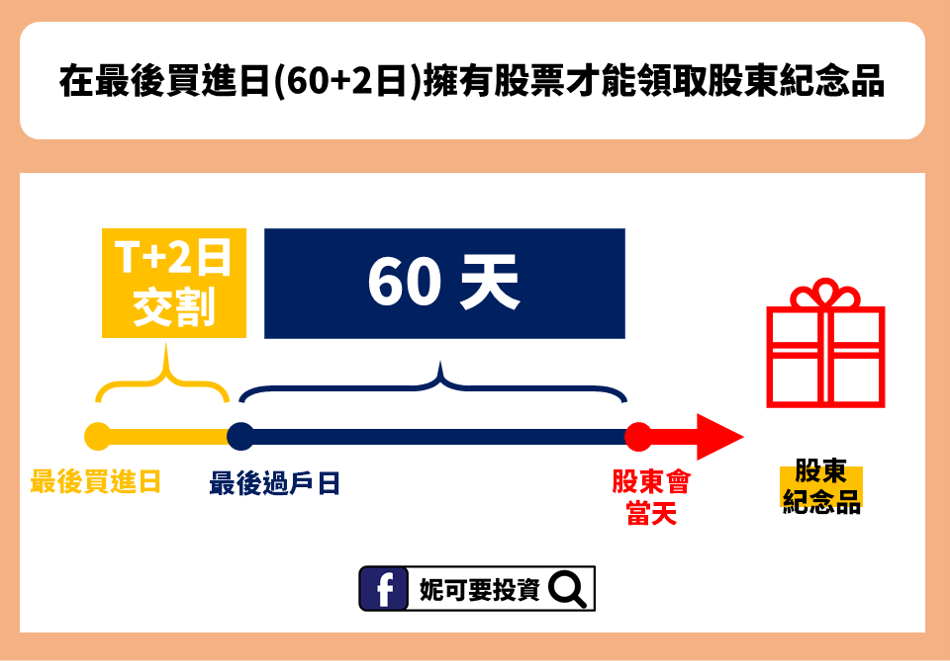 在最後買進日(60+2日)擁有股票才能領取股東紀念品
T+2日
交割
60 天
最後買進日
最後過戶日
股東會
當天
股東
紀念品
f
妮可要投資